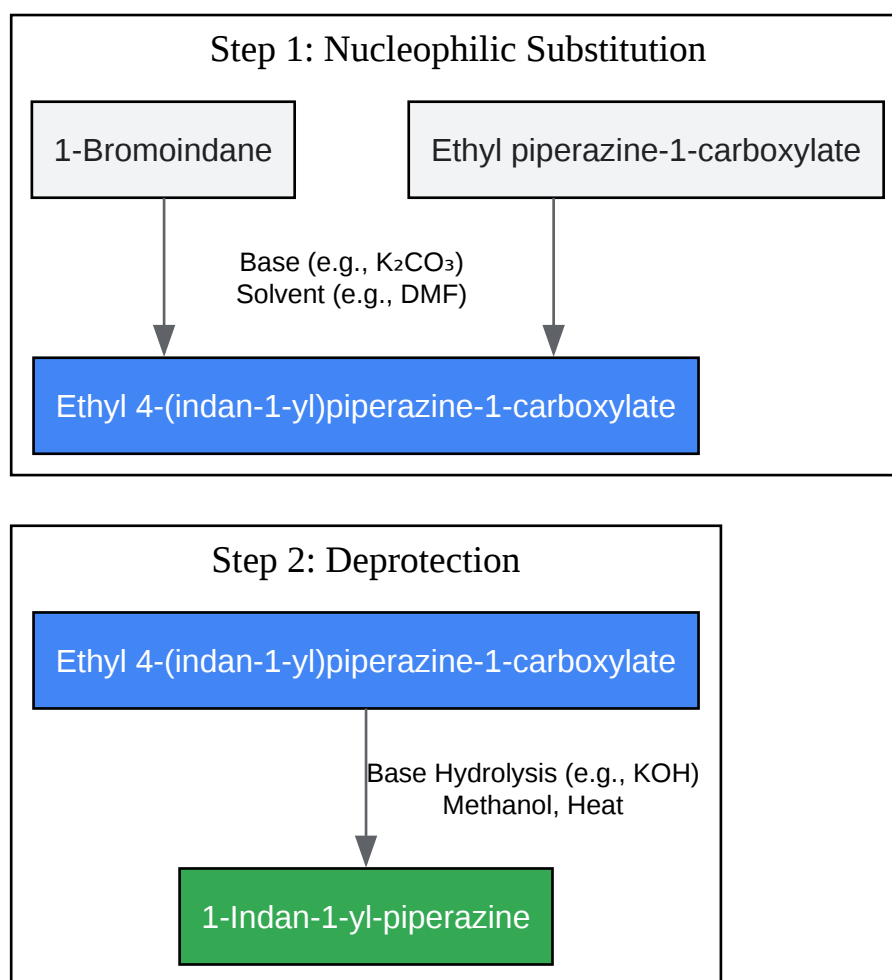 Step 1: Nucleophilic Substitution
1-Bromoindane
Ethyl piperazine-1-carboxylate
Base (e.g., K₂CO₃)
Solvent (e.g., DMF)
Ethyl 4-(indan-1-yl)piperazine-1-carboxylate
Step 2: Deprotection
Ethyl 4-(indan-1-yl)piperazine-1-carboxylate
Base Hydrolysis (e.g., KOH)
Methanol, Heat
1-Indan-1-yl-piperazine